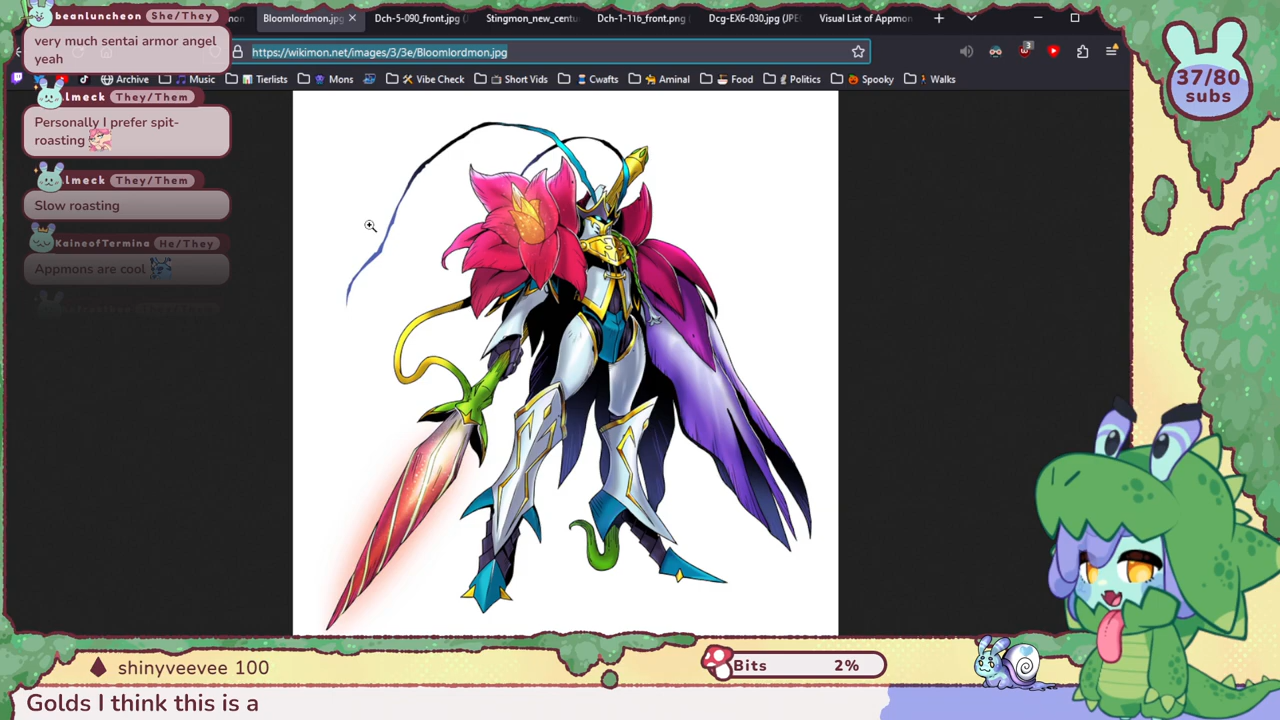 beanluncheon She/They
very much sentai armor angel
yeah
lmeck They/Them
Personally I prefer spit-
roasting
lmeck They/Them
Slow roasting
KaineofTermina He/They
Appmons are cool
Bloomlordmon.jpg
Dch-5-090_front.jpg
Stingmon_new_centu
Dch-1-116_front.png
Dcg-EX6-030.jpg (JPE
Visual List of Appmon
https://wikimon.net/images/3/3e/Bloomlordmon.jpg
3
Archive
Music
Tierlists
Mons
Vibe Check
Short Vids
Cwafts
Aminal
Food
Politics
Spooky
Walks
37/80
subs
shinyveevee 100
Bits 2%
Golds I think this is a